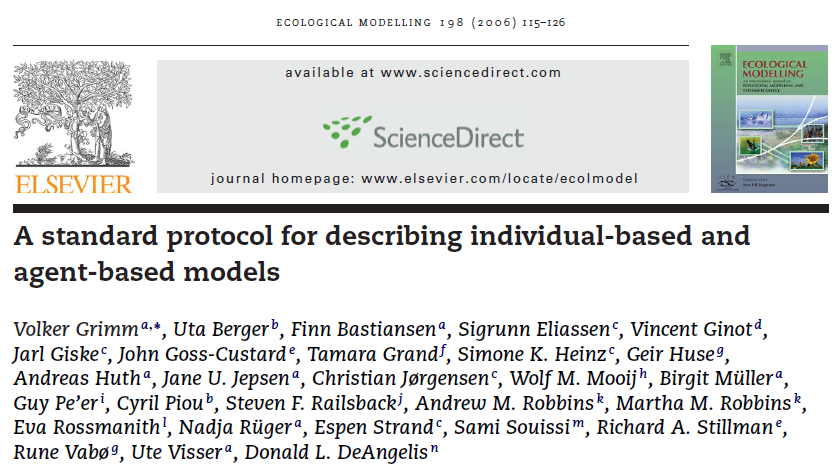 ECOLOGICAL MODELLING 198 (2006) 115–126
available at www.sciencedirect.com
ScienceDirect
journal homepage: www.elsevier.com/locate/ecolmodel
ELSEVIER
ECOLOGICAL
MODELLING
A standard protocol for describing individual-based and
agent-based models
Volker Grimm a,*, Uta Berger b, Finn Bastiansen a, Sigrunn Eliassen c, Vincent Ginot d,
Jarl Giske c, John Goss-Custard e, Tamara Grand f, Simone K. Heinz c, Geir Huse g,
Andreas Huth a, Jane U. Jepsen a, Christian Jørgensen c, Wolf M. Mooij h, Birgit Müller a,
Guy Pe'er i, Cyril Piou b, Steven F. Railsback j, Andrew M. Robbins k, Martha M. Robbins k,
Eva Rossmanith l, Nadja Rüger a, Espen Strand c, Sami Souissi m, Richard A. Stillman e,
Rune Vabø g, Ute Visser a, Donald L. DeAngelis n